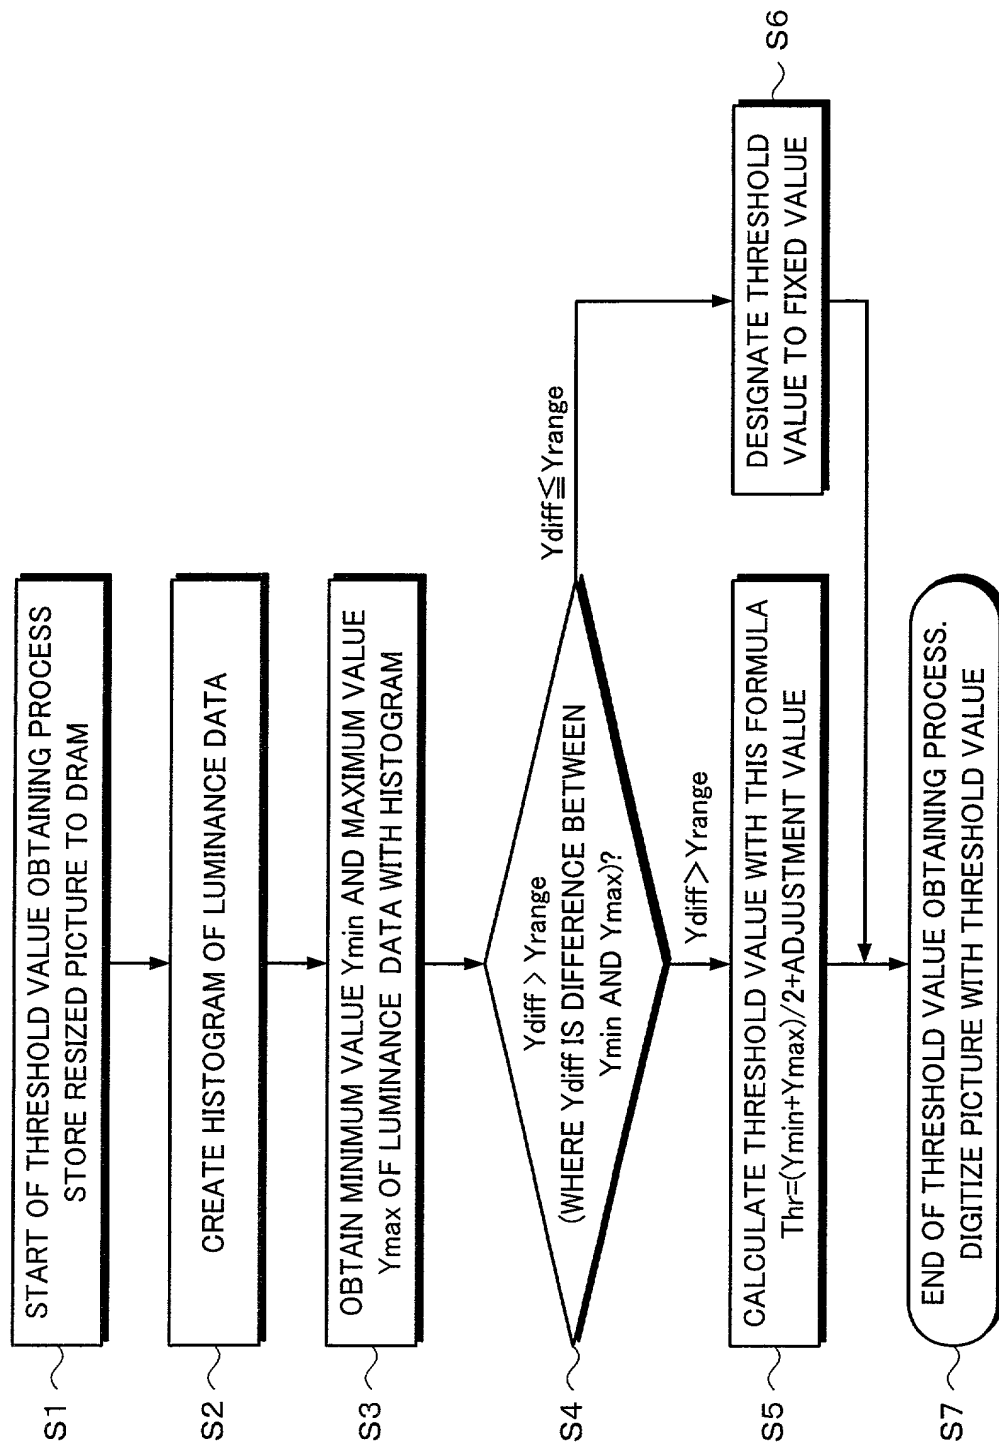 S1
START OF THRESHOLD VALUE OBTAINING PROCESS
STORE RESIZED PICTURE TO DRAM
S2
CREATE HISTOGRAM OF LUMINANCE DATA
S3
OBTAIN MINIMUM VALUE Ymin AND MAXIMUM VALUE
Ymax OF LUMINANCE DATA WITH HISTOGRAM
S4
Ydiff > Yrange
(WHERE Ydiff IS DIFFERENCE BETWEEN
Ymin AND Ymax)?
Ydiff≦Yrange
Ydiff>Yrange
S5
CALCULATE THRESHOLD VALUE WITH THIS FORMULA
Thr=(Ymin+Ymax)/2+ADJUSTMENT VALUE
DESIGNATE THRESHOLD
VALUE TO FIXED VALUE
S6
S7
END OF THRESHOLD VALUE OBTAINING PROCESS.
DIGITIZE PICTURE WITH THRESHOLD VALUE